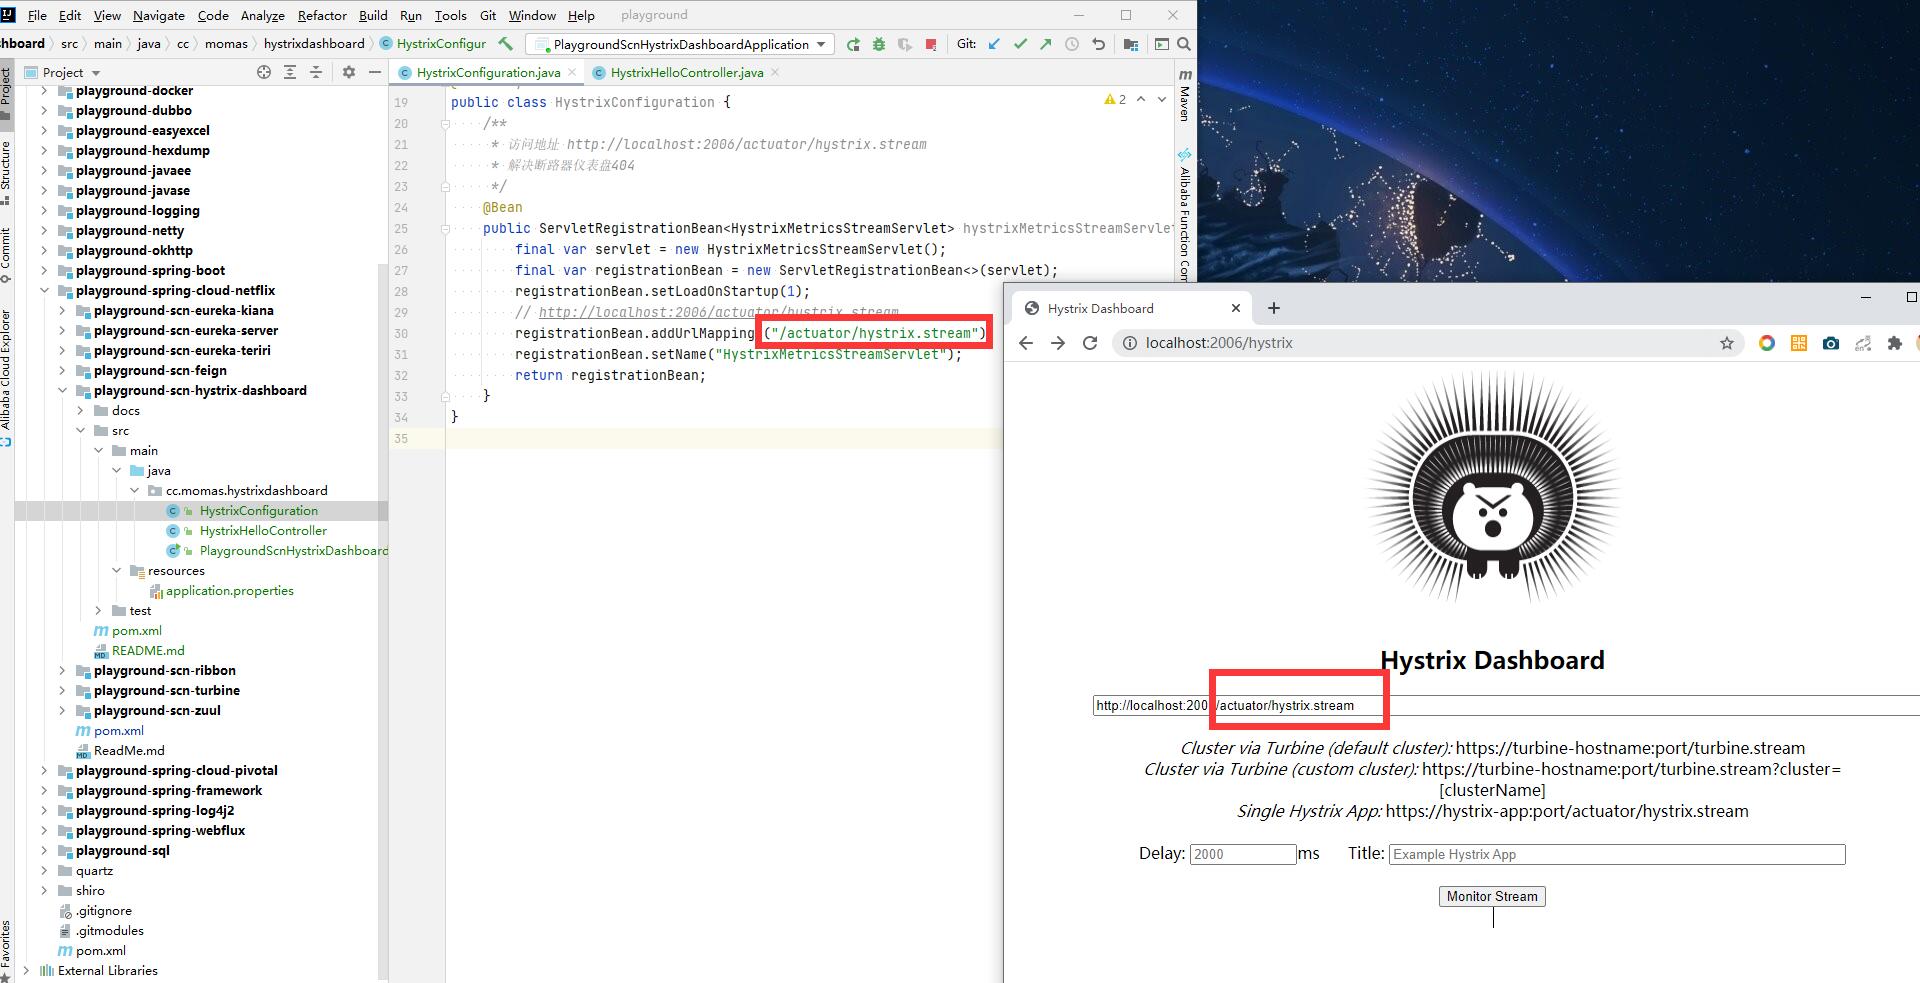 File Edit View Navigate Code Analyze Refactor Build Run Tools Git Window Help playground
hboard src main java cc momas hystrixdashboard HystrixConfigur PlaygroundScnHystrixDashboardApplication Git:
Project
HystrixConfiguration.java HystrixHelloController.java
Project
Structure
Commit
Alibaba Cloud Explorer
Favorites
playground-docker
playground-dubbo
playground-easyexcel
playground-hexdump
playground-javaee
playground-javase
playground-logging
playground-netty
playground-okhttp
playground-spring-boot
playground-spring-cloud-netflix
playground-scn-eureka-kiana
playground-scn-eureka-server
playground-scn-eureka-teriri
playground-scn-feign
playground-scn-hystrix-dashboard
docs
src
main
java
cc.momas.hystrixdashboard
HystrixConfiguration
HystrixHelloController
PlaygroundScnHystrixDashboard
resources
application.properties
test
pom.xml
README.md
playground-scn-ribbon
playground-scn-turbine
playground-scn-zuul
pom.xml
ReadMe.md
playground-spring-cloud-pivotal
playground-spring-framework
playground-spring-log4j2
playground-spring-webflux
playground-sql
quartz
shiro
.gitignore
.gitmodules
pom.xml
External Libraries
19 public class HystrixConfiguration {
20 /**
21 * 访问地址 http://localhost:2006/actuator/hystrix.stream
22 * 解决断路器仪表盘404
23 */
24 @Bean
25 public ServletRegistrationBean<HystrixMetricsStreamServlet> hystrixMetricsStreamServlet
26 final var servlet = new HystrixMetricsStreamServlet();
27 final var registrationBean = new ServletRegistrationBean<>(servlet);
28 registrationBean.setLoadOnStartup(1);
29 // http://localhost:2006/actuator/hystrix.stream
30 registrationBean.addUrlMapping ("/actuator/hystrix.stream")
31 registrationBean.setName("HystrixMetricsStreamServlet");
32 return registrationBean;
33 }
34 }
35
2
Maven
Alibaba Function Com
Hystrix Dashboard
localhost:2006/hystrix
Hystrix Dashboard
http://localhost:200 /actuator/hystrix.stream
Cluster via Turbine (default cluster): https://turbine-hostname:port/turbine.stream
Cluster via Turbine (custom cluster): https://turbine-hostname:port/turbine.stream?cluster=
[clusterName]
Single Hystrix App: https://hystrix-app:port/actuator/hystrix.stream
Delay: 2000 ms Title: Example Hystrix App
Monitor Stream